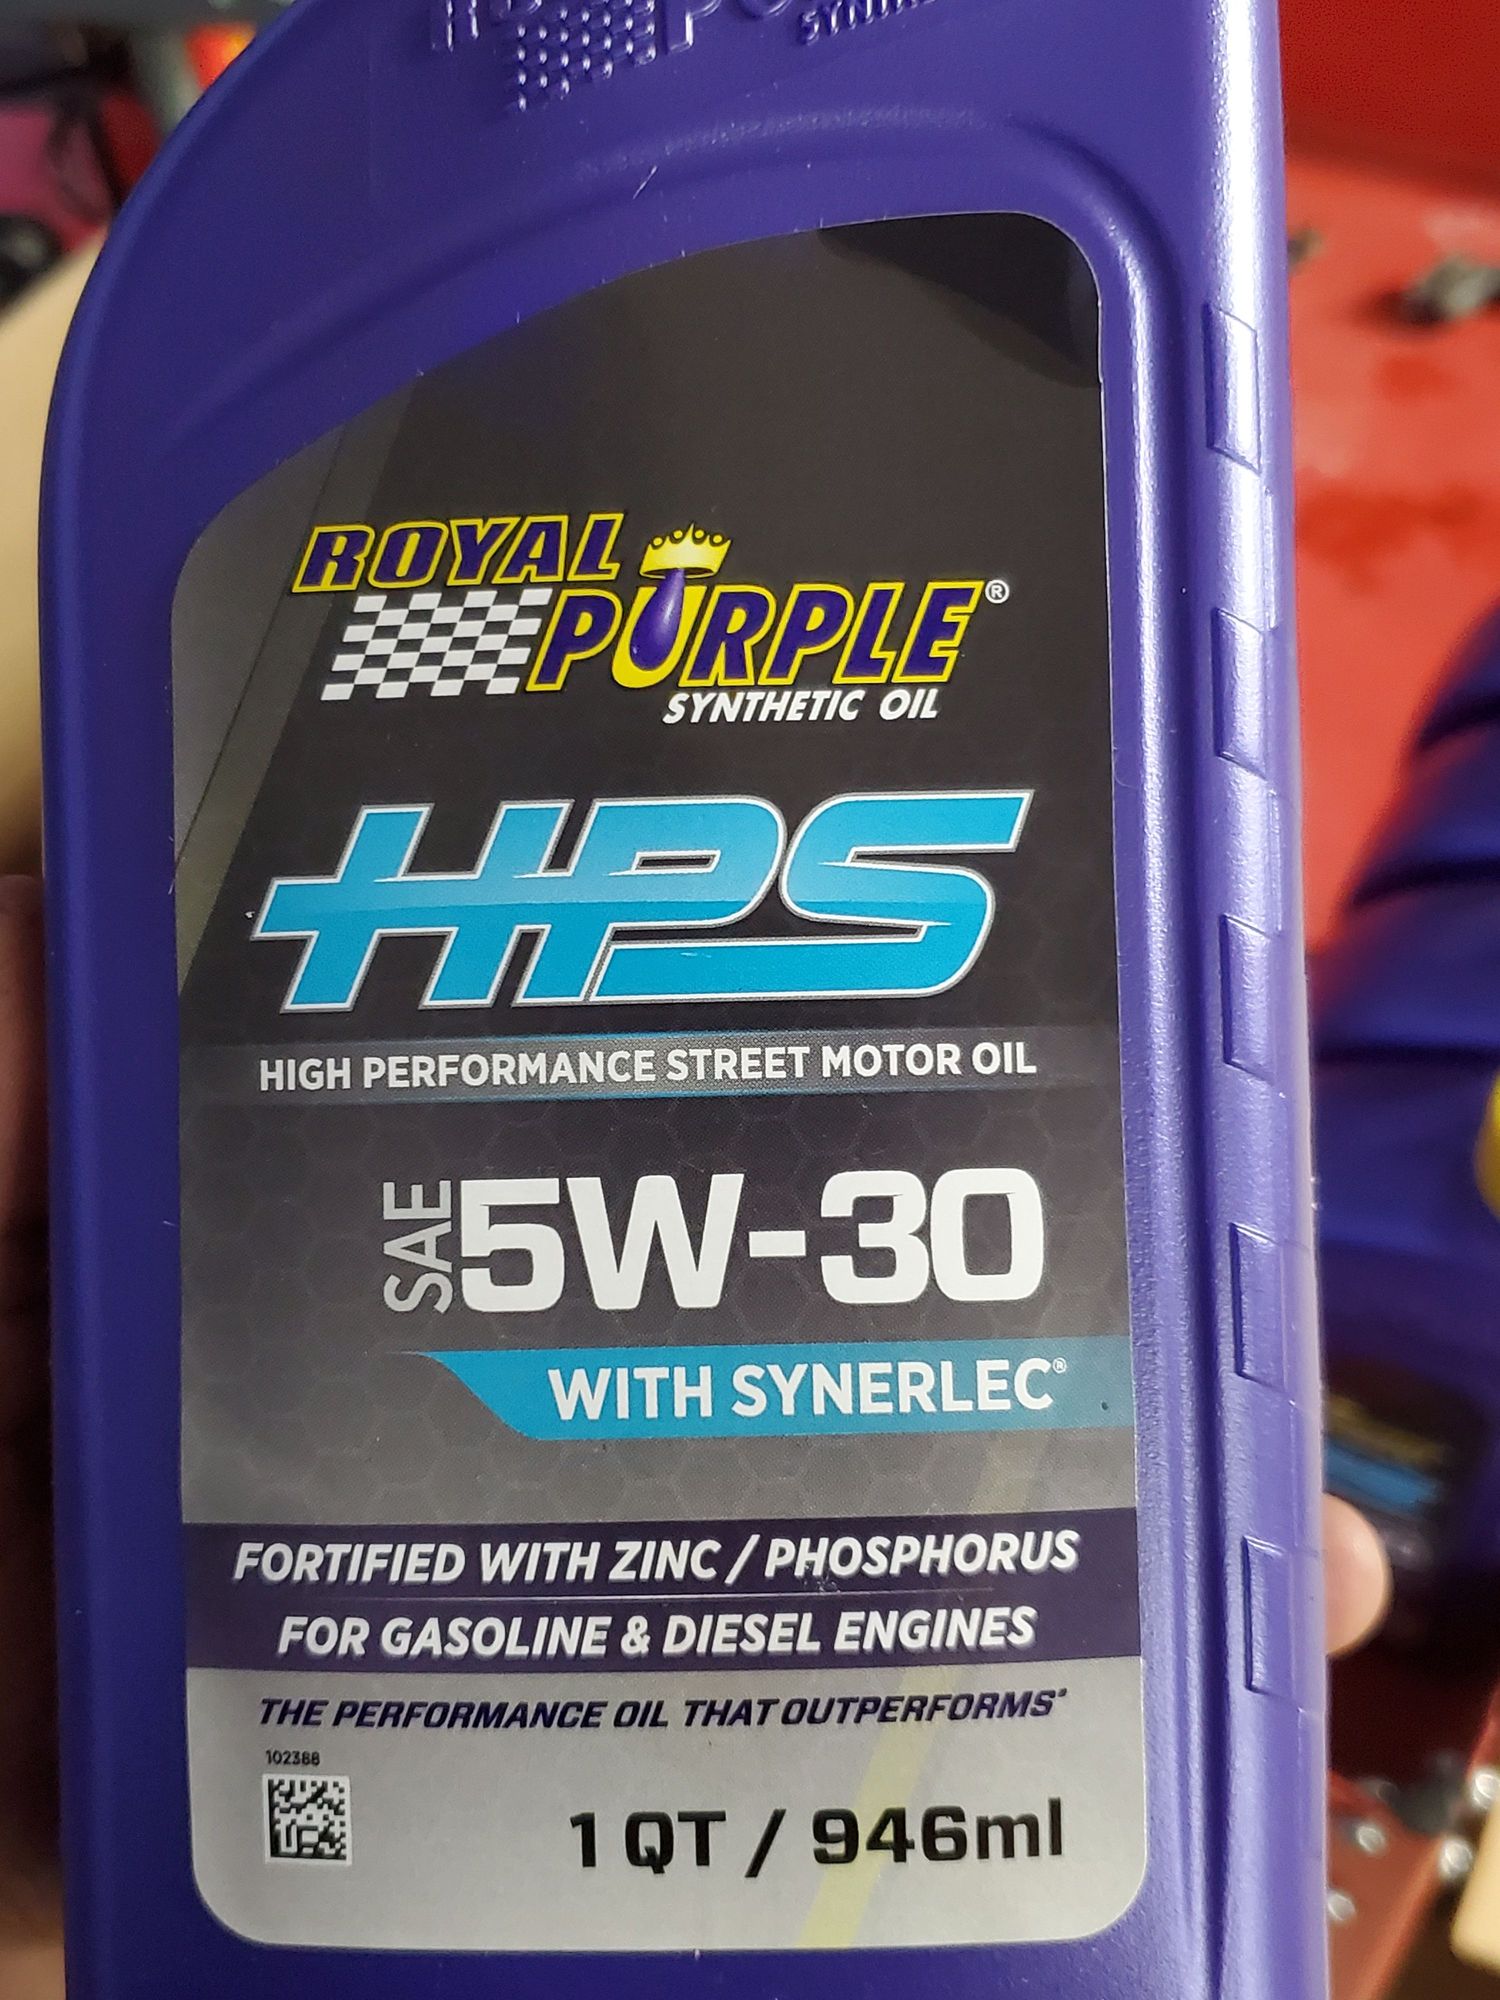 ROYAL
PURPLE®
SYNTHETIC OIL
HPS
HIGH PERFORMANCE STREET MOTOR OIL
SAE 5W-30
WITH SYNERLEC®
FORTIFIED WITH ZINC / PHOSPHORUS
FOR GASOLINE & DIESEL ENGINES
THE PERFORMANCE OIL THAT OUTPERFORMS*
102388
1 QT / 946ml